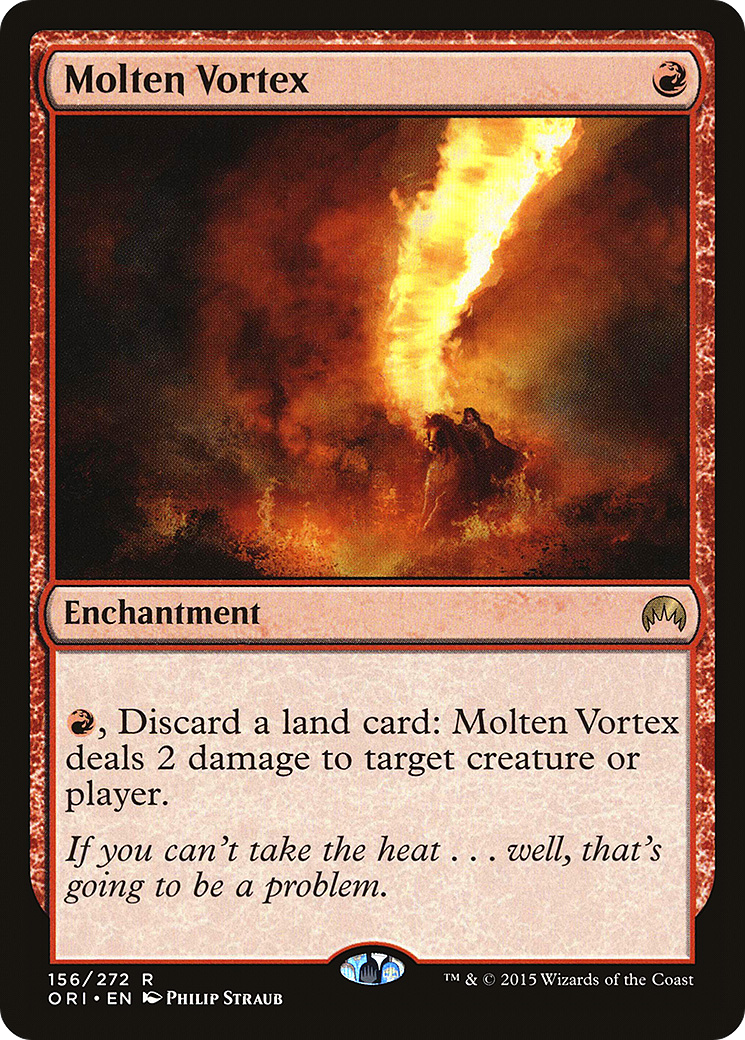 Molten Vortex
Enchantment
, Discard a land card: Molten Vortex
deals 2 damage to target creature or
player.
If you can't take the heat . . . well, that's
going to be a problem.
156/272 R
ORI • EN Philip Straub
™ & © 2015 Wizards of the Coast